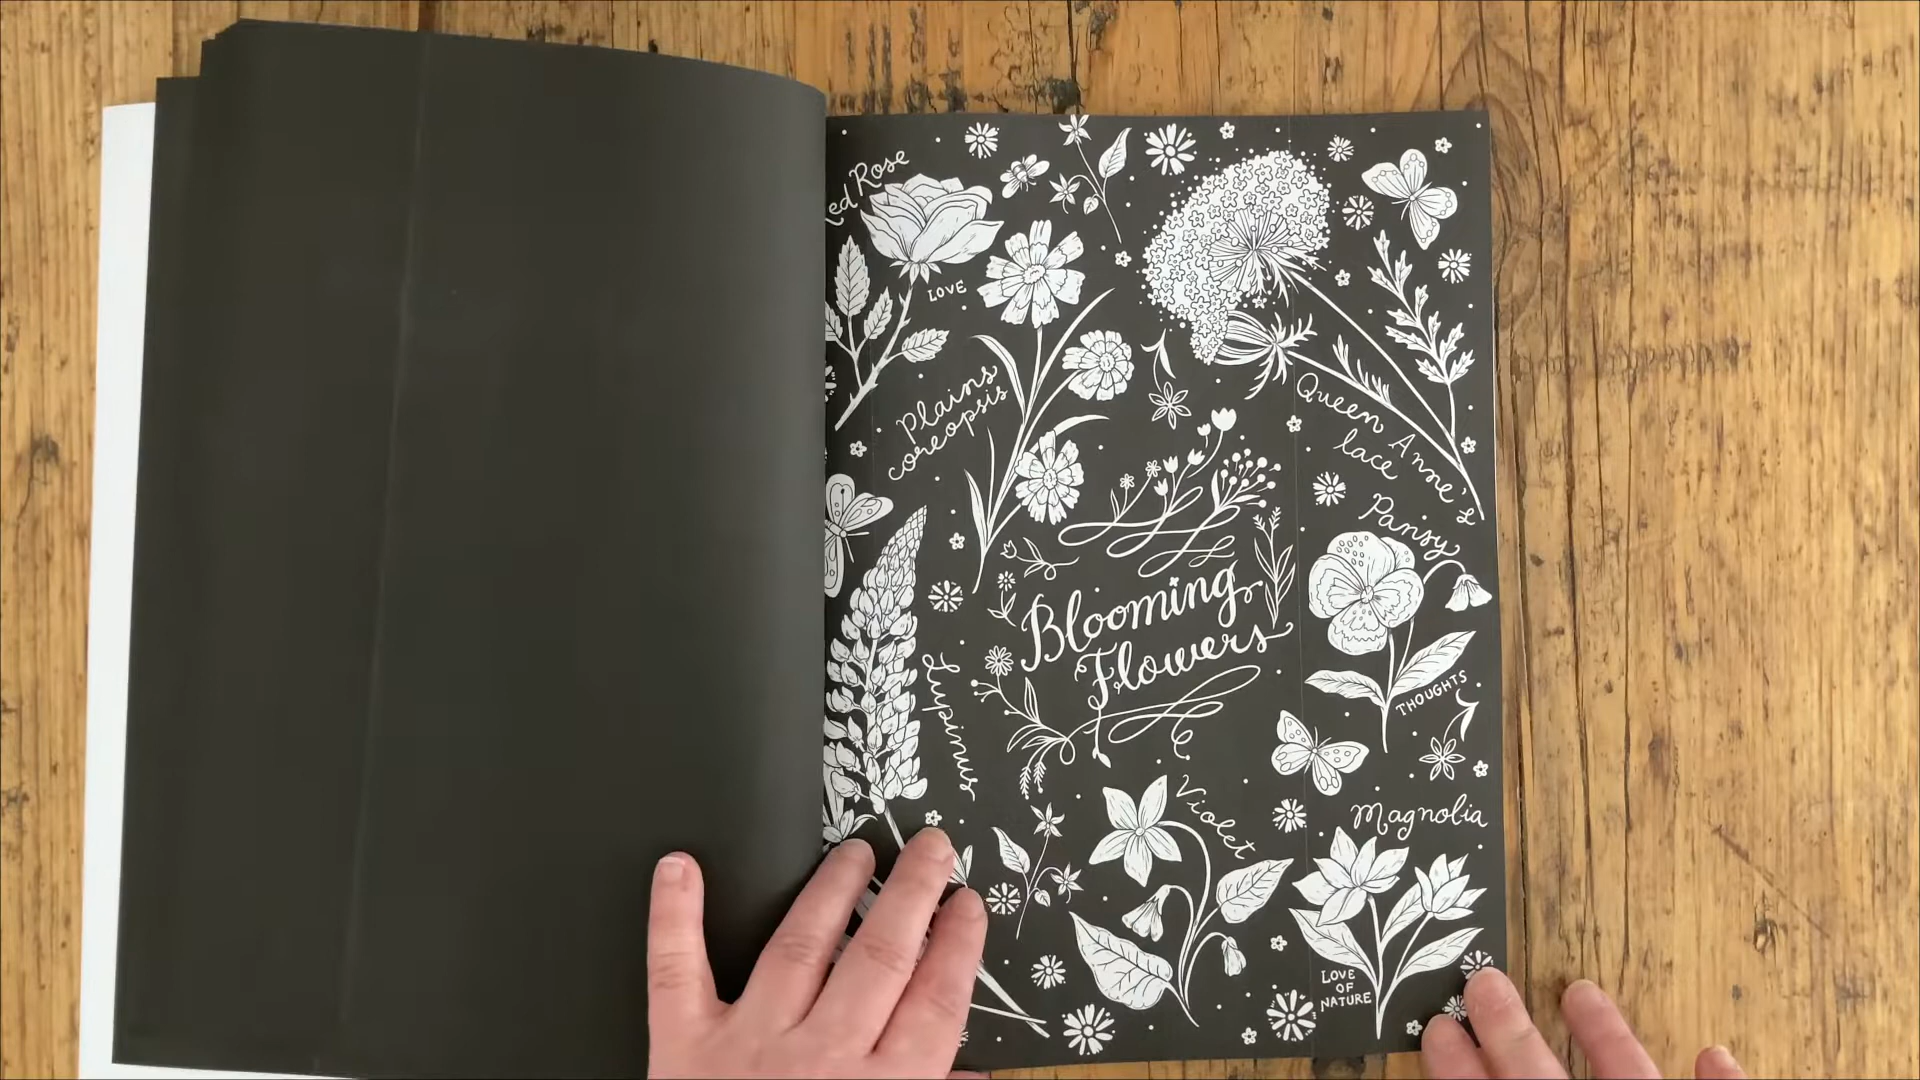 Red Rose
LOVE
Plains
coreopsis
Queen Anne's
lace
Pansy
THOUGHTS
Blooming
Flowers
Lupinus
Violet
Magnolia
LOVE
OF
NATURE